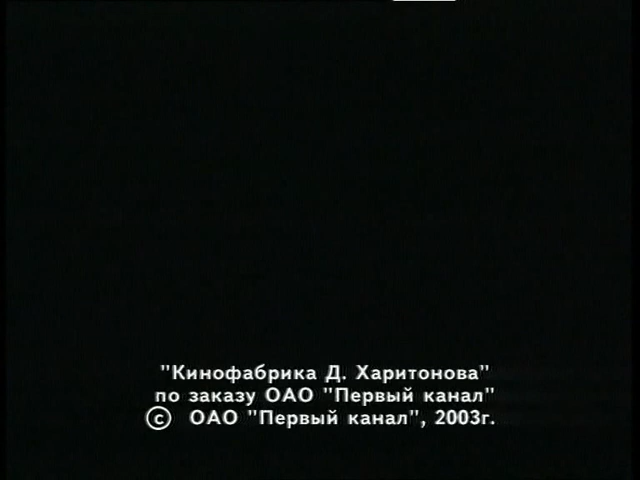 "Кинофабрика Д. Харитонова"
по заказу ОАО "Первый канал"
© ОАО "Первый канал", 2003г.